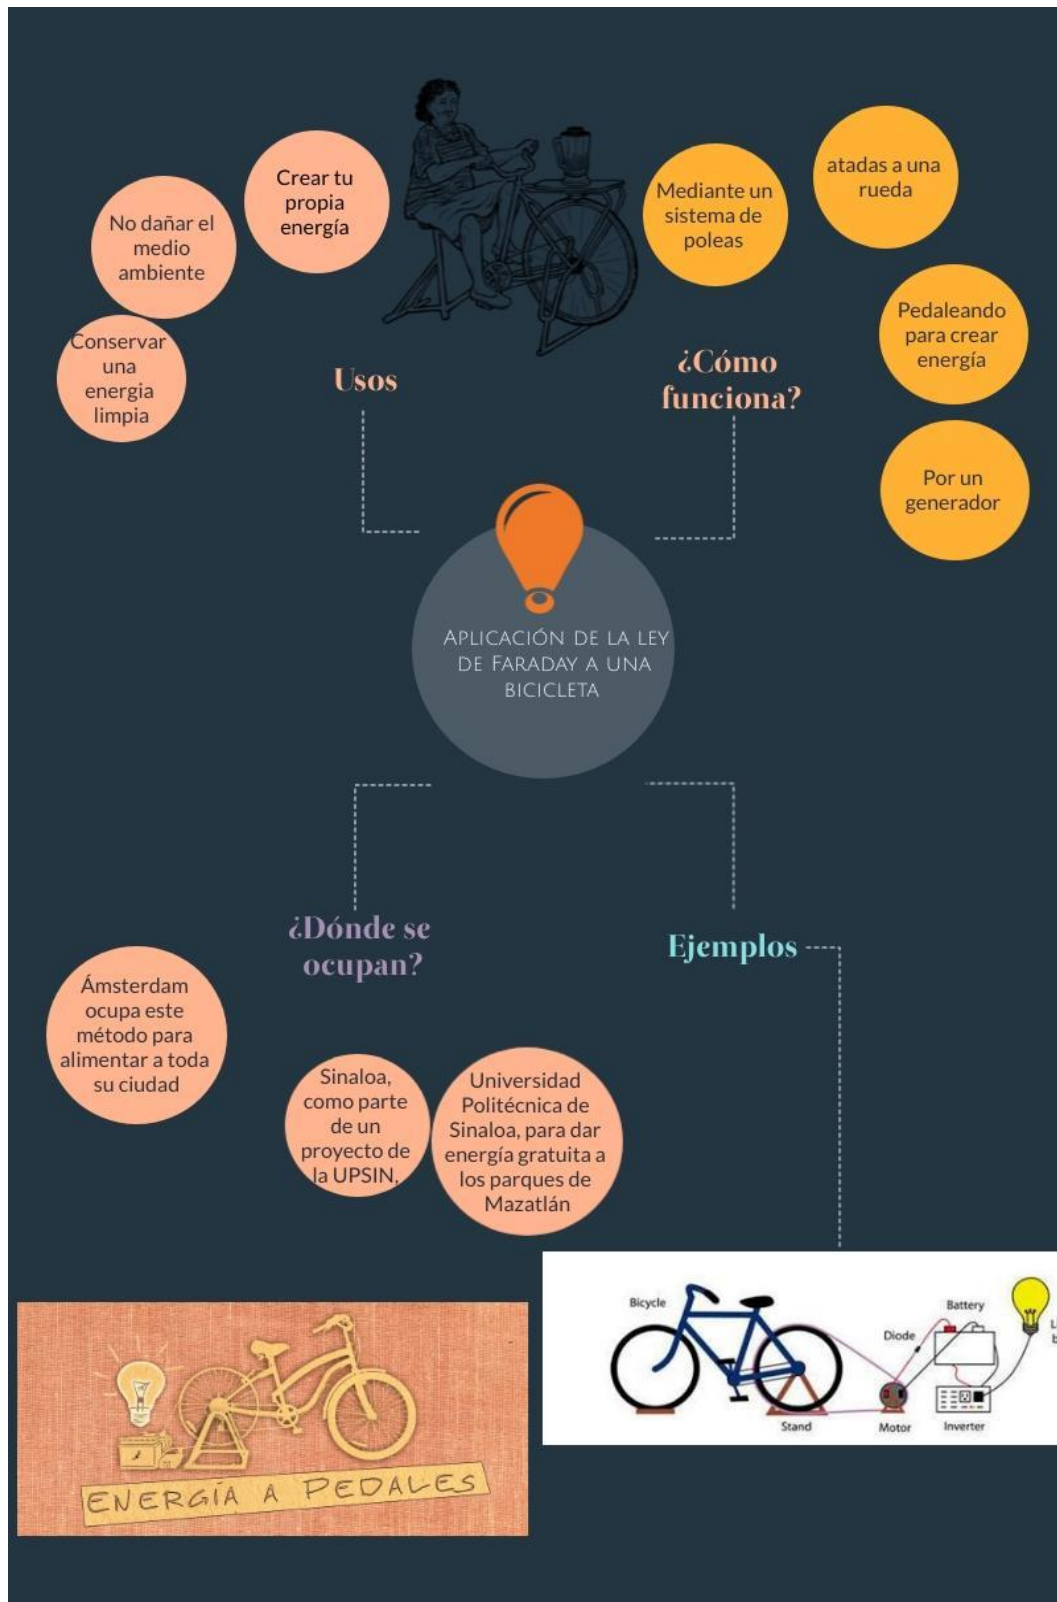 Crear tu
propia
energía
No dañar el
medio
ambiente
Conservar
una
energia
limpia
Usos
Mediante un
sistema de
poleas
atadas a una
rueda
Pedaleando
para crear
energía
Por un
generador
¿Cómo
funciona?
Aplicación de la ley
de Faraday a una
bicicleta
¿Dónde se
ocupan?
Ámsterdam
ocupa este
método para
alimentar a toda
su ciudad
Sinaloa,
como parte
de un
proyecto de
la UPSIN,
Universidad
Politécnica de
Sinaloa, para dar
energía gratuita a
los parques de
Mazatlán
Ejemplos
Bicycle
Battery
Diode
Stand
Motor
Inverter
ENERGÍA A PEDALES